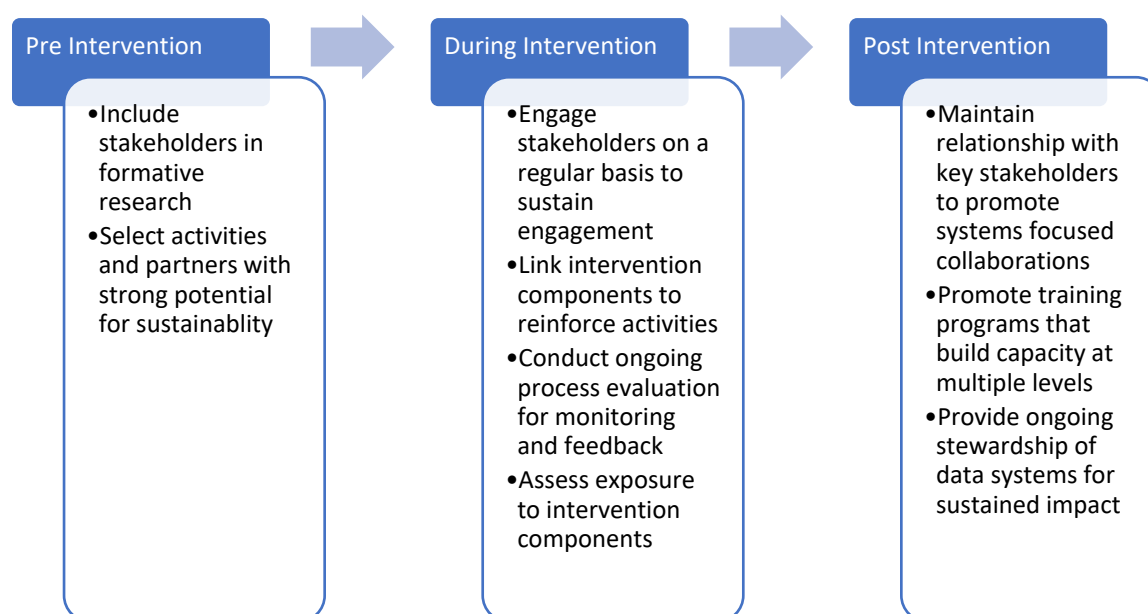 Pre Intervention
•Include
stakeholders in
formative
research
•Select activities
and partners with
strong potential
for sustainablity
During Intervention
•Engage
stakeholders on a
regular basis to
sustain
engagement
•Link intervention
components to
reinforce activities
•Conduct ongoing
process evaluation
for monitoring
and feedback
•Assess exposure
to intervention
components
Post Intervention
•Maintain
relationship with
key stakeholders
to promote
systems focused
collaborations
•Promote training
programs that
build capacity at
multiple levels
•Provide ongoing
stewardship of
data systems for
sustained impact